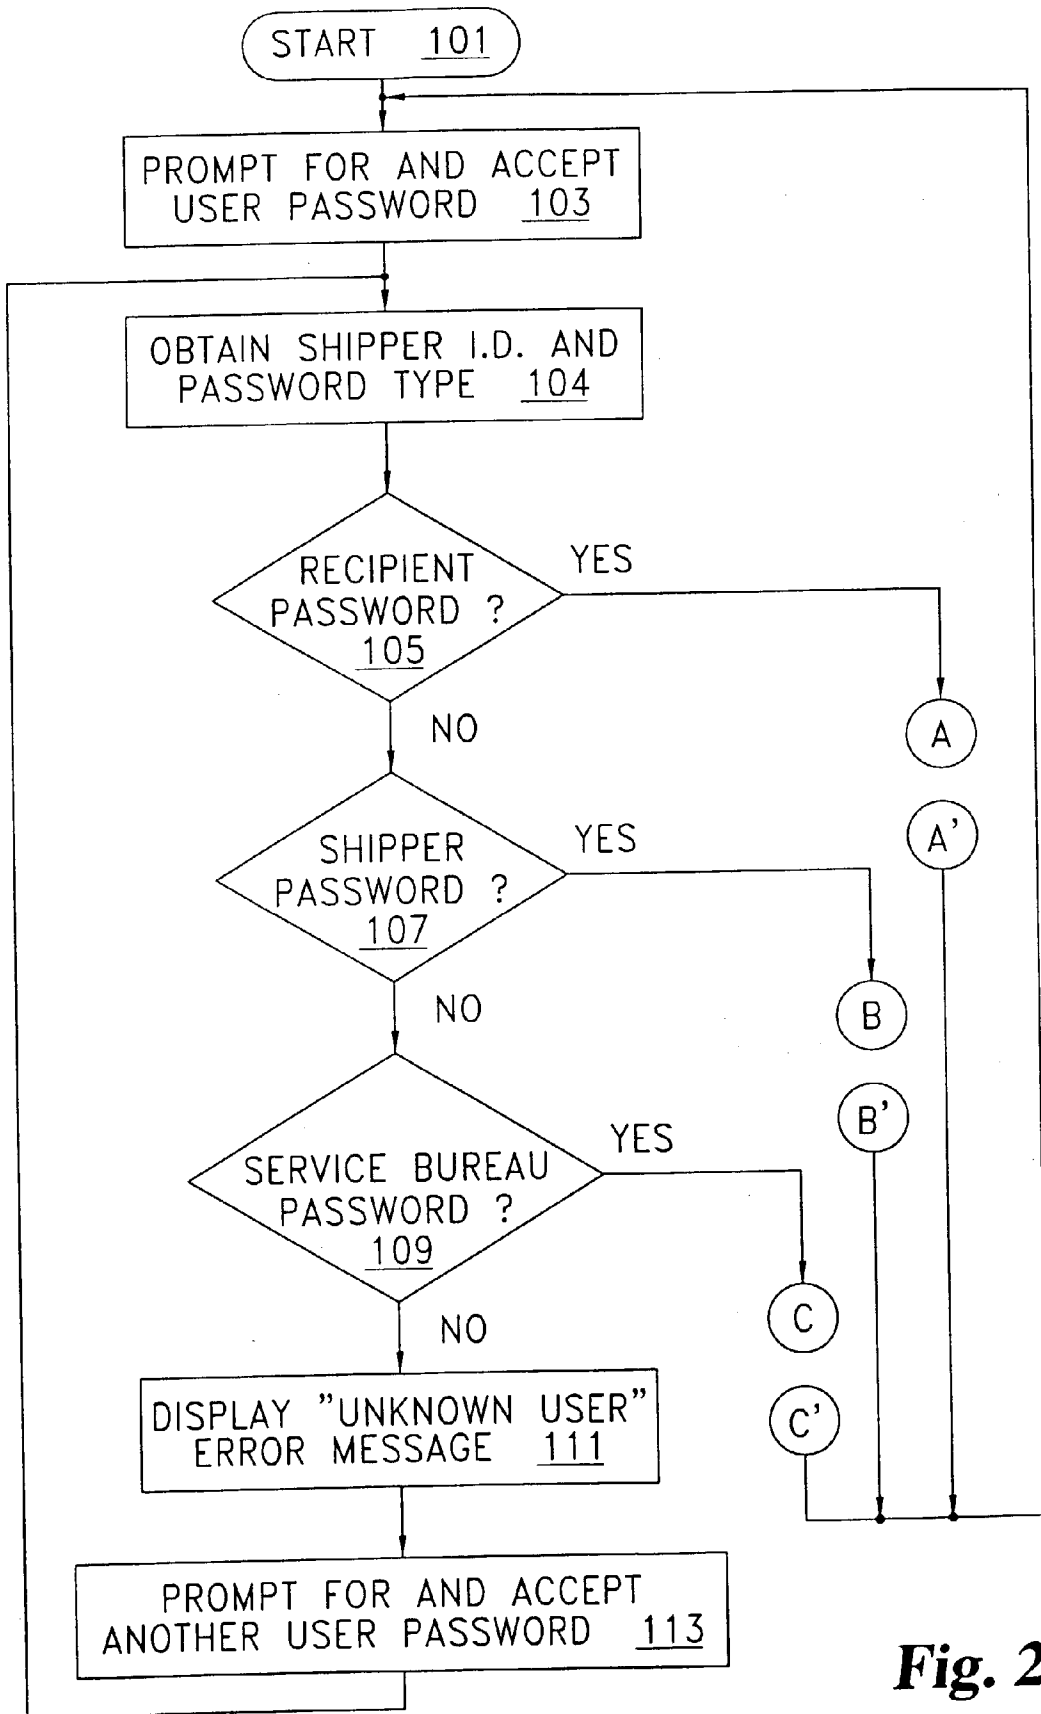 START 101
PROMPT FOR AND ACCEPT
USER PASSWORD 103
OBTAIN SHIPPER I.D. AND
PASSWORD TYPE 104
RECIPIENT
PASSWORD ?
105
YES
NO
A
A'
SHIPPER
PASSWORD ?
107
YES
NO
B
B'
SERVICE BUREAU
PASSWORD ?
109
YES
NO
C
C'
DISPLAY "UNKNOWN USER"
ERROR MESSAGE 111
PROMPT FOR AND ACCEPT
ANOTHER USER PASSWORD 113
Fig. 2